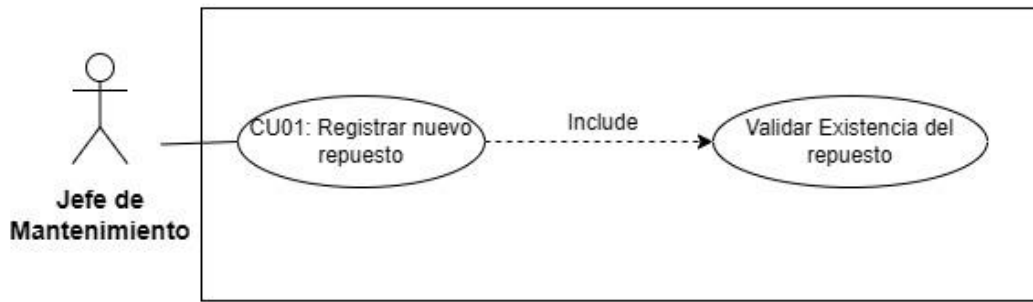 CU01: Registrar nuevo
repuesto
Include
Validar Existencia del
repuesto
Jefe de
Mantenimiento